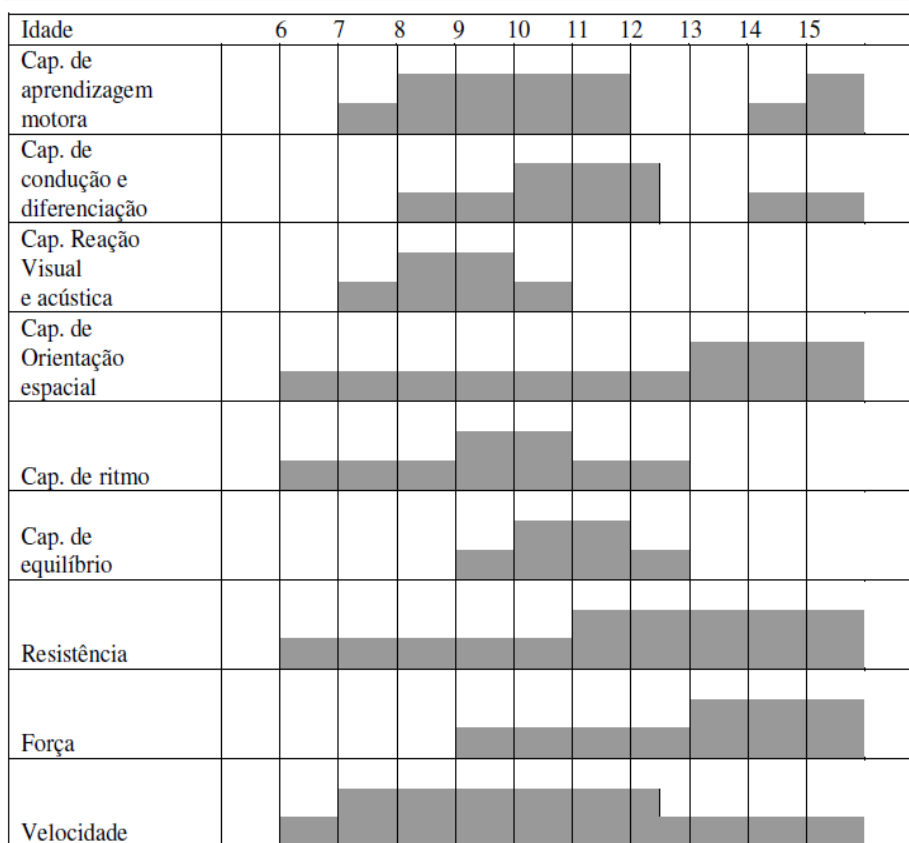 Idade 6 7 8 9 10 11 12 13 14 15
Cap. de
aprendizagem
motora
Cap. de
condução e
diferenciação
Cap. Reação
Visual
e acústica
Cap. de
Orientação
espacial
Cap. de ritmo
Cap. de
equilíbrio
Resistência
Força
Velocidade